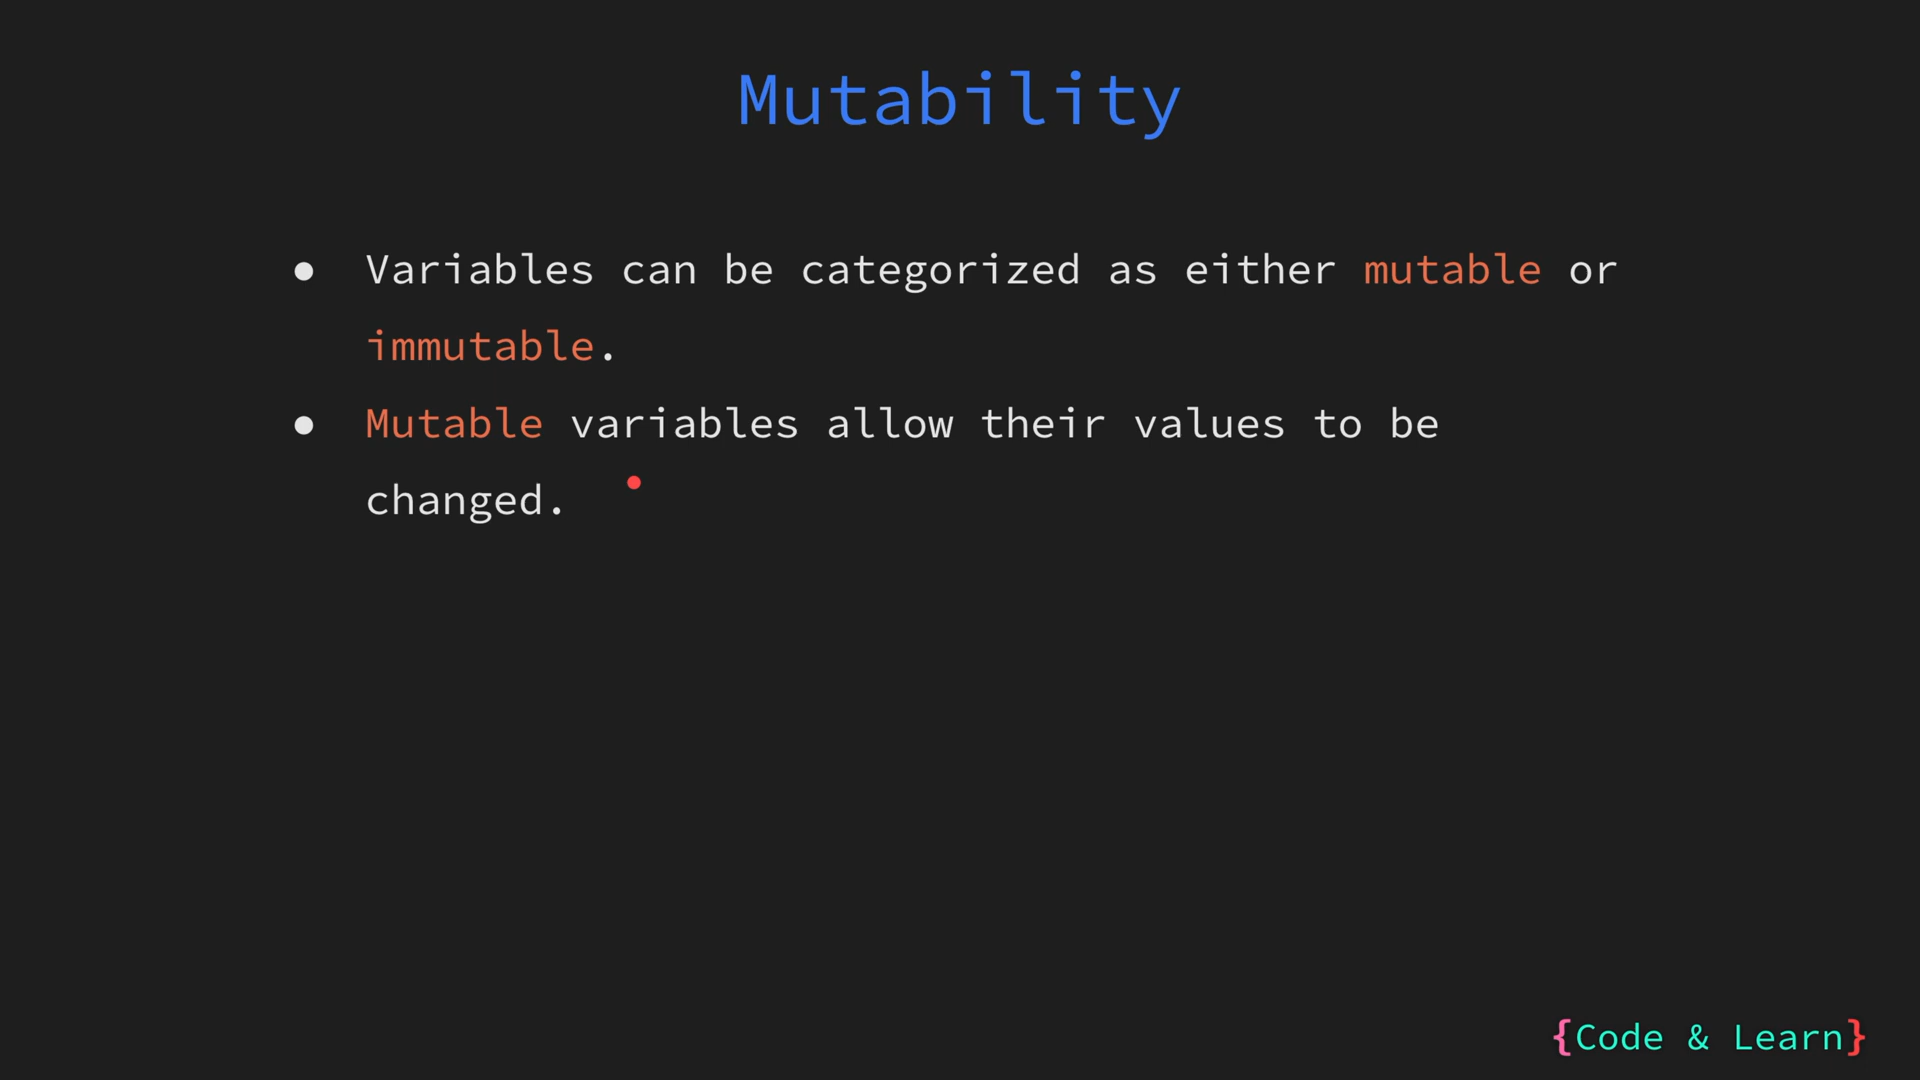 Mutability
● Variables can be categorized as either mutable or
immutable.
● Mutable variables allow their values to be
changed.
{Code & Learn}